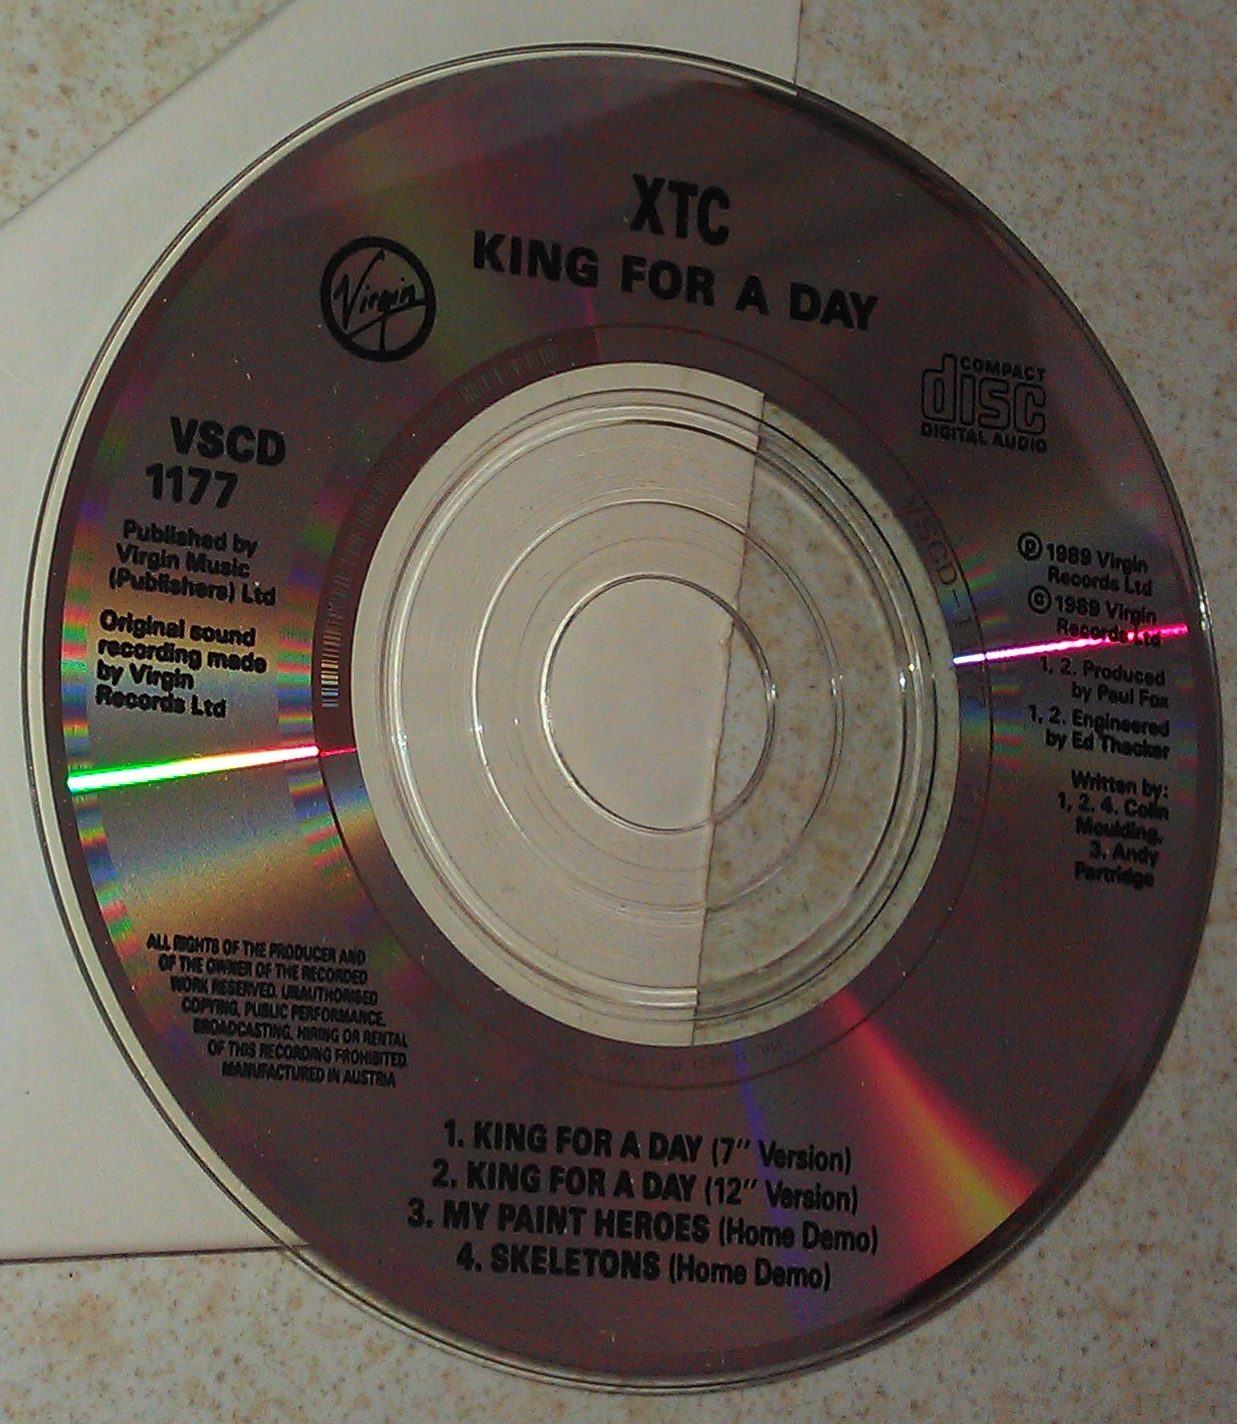 XTC
KING FOR A DAY
Virgin
COMPACT
disc
DIGITAL AUDIO
VSCD
1177
Published by
Virgin Music
(Publishers) Ltd
Original sound
recording made
by Virgin
Records Ltd
ALL RIGHTS OF THE PRODUCER AND
OF THE OWNER OF THE RECORDED
WORK RESERVED. UNAUTHORISED
COPYING, PUBLIC PERFORMANCE,
BROADCASTING, HIRING OR RENTAL
OF THIS RECORDING PROHIBITED.
MANUFACTURED IN AUSTRIA
℗ 1989 Virgin
Records Ltd
© 1989 Virgin
Records Ltd
1, 2. Produced
by Paul Fox
1, 2. Engineered
by Ed Thacker
Written by:
1, 2, 4. Colin
Moulding,
3. Andy
Partridge
1. KING FOR A DAY (7″ Version)
2. KING FOR A DAY (12″ Version)
3. MY PAINT HEROES (Home Demo)
4. SKELETONS (Home Demo)